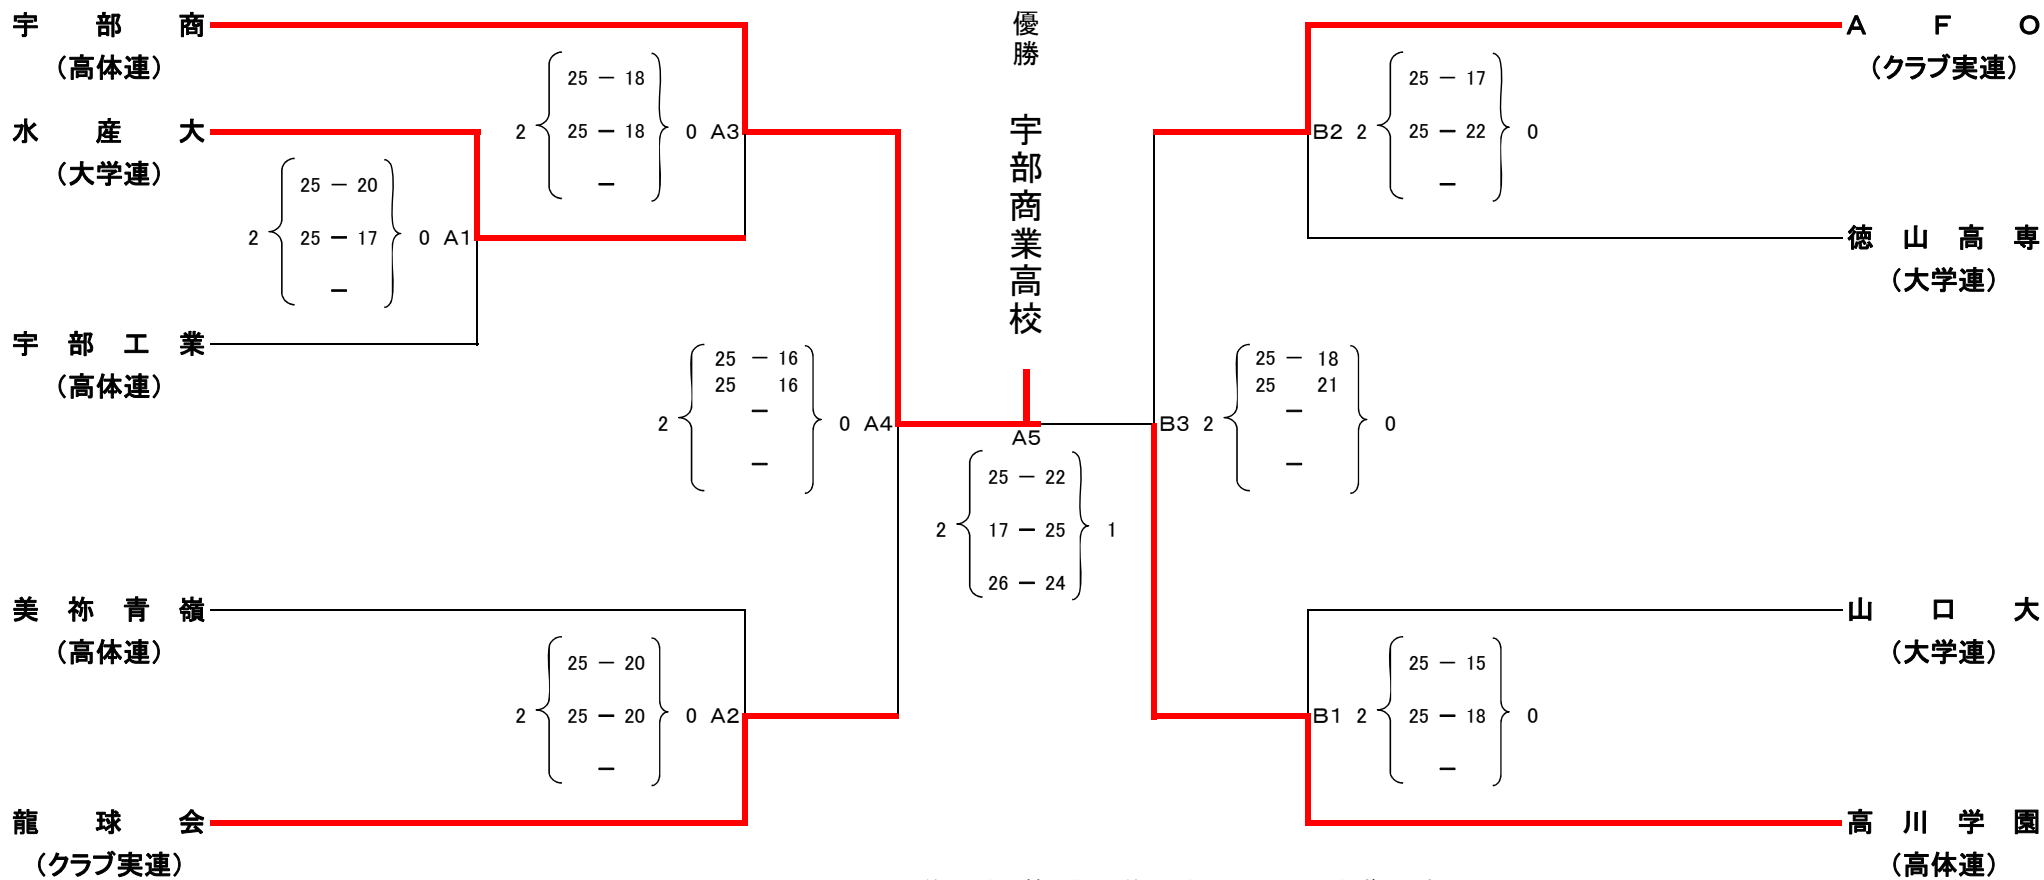 宇部商
(高体連)
水産大
(大学連)
宇部工業
(高体連)
美祢青嶺
(高体連)
龍球会
(クラブ実連)
25 － 20
2 25 － 17 0 A1
－
25 － 18
2 25 － 18 0 A3
－
25 － 16
25 16
－
2 0 A4
－
25 － 20
2 25 － 20 0 A2
－
優勝
宇部商業高校
A5
25 － 22
2 17 － 25 1
26 － 24
25 － 17
B2 2 25 － 22 0
－
25 － 18
25 21
－
B3 2 0
－
25 － 15
B1 2 25 － 18 0
－
AFO
(クラブ実連)
徳山高専
(大学連)
山口大
(大学連)
高川学園
(高体連)